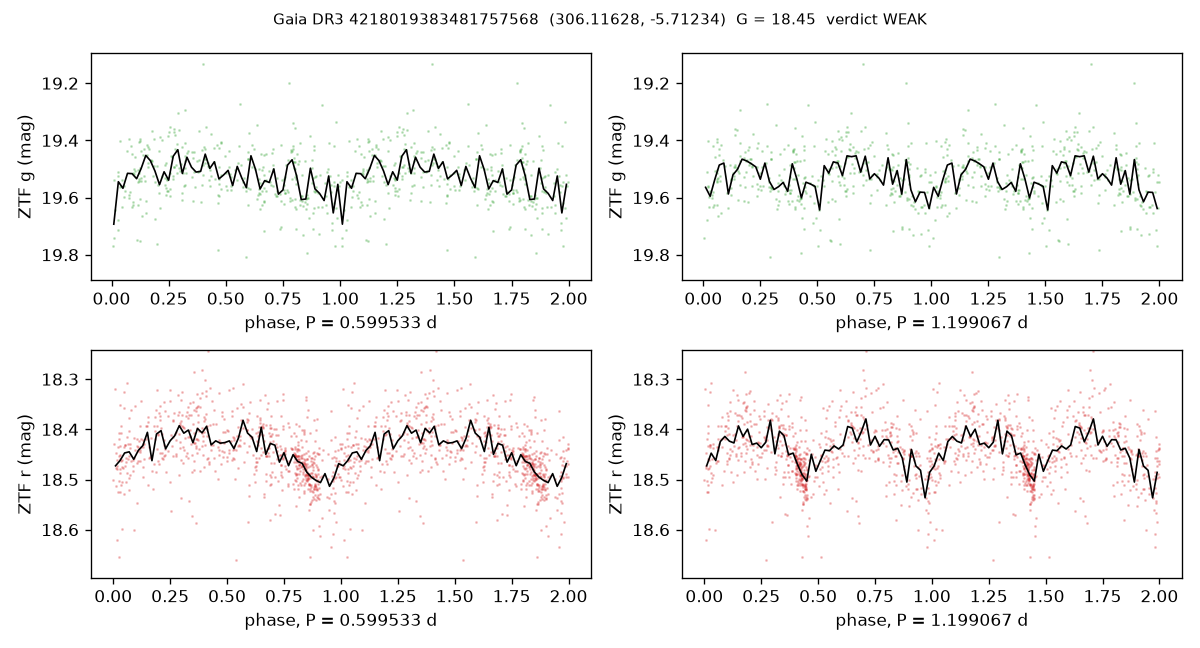 Gaia DR3 4218019383481757568 (306.11628, -5.71234) G = 18.45 verdict WEAK
ZTF g (mag)
19.2
19.4
19.6
19.8
0.00 0.25 0.50 0.75 1.00 1.25 1.50 1.75 2.00
phase, P = 0.599533 d
ZTF g (mag)
19.2
19.4
19.6
19.8
0.00 0.25 0.50 0.75 1.00 1.25 1.50 1.75 2.00
phase, P = 1.199067 d
ZTF r (mag)
18.3
18.4
18.5
18.6
0.00 0.25 0.50 0.75 1.00 1.25 1.50 1.75 2.00
phase, P = 0.599533 d
ZTF r (mag)
18.3
18.4
18.5
18.6
0.00 0.25 0.50 0.75 1.00 1.25 1.50 1.75 2.00
phase, P = 1.199067 d